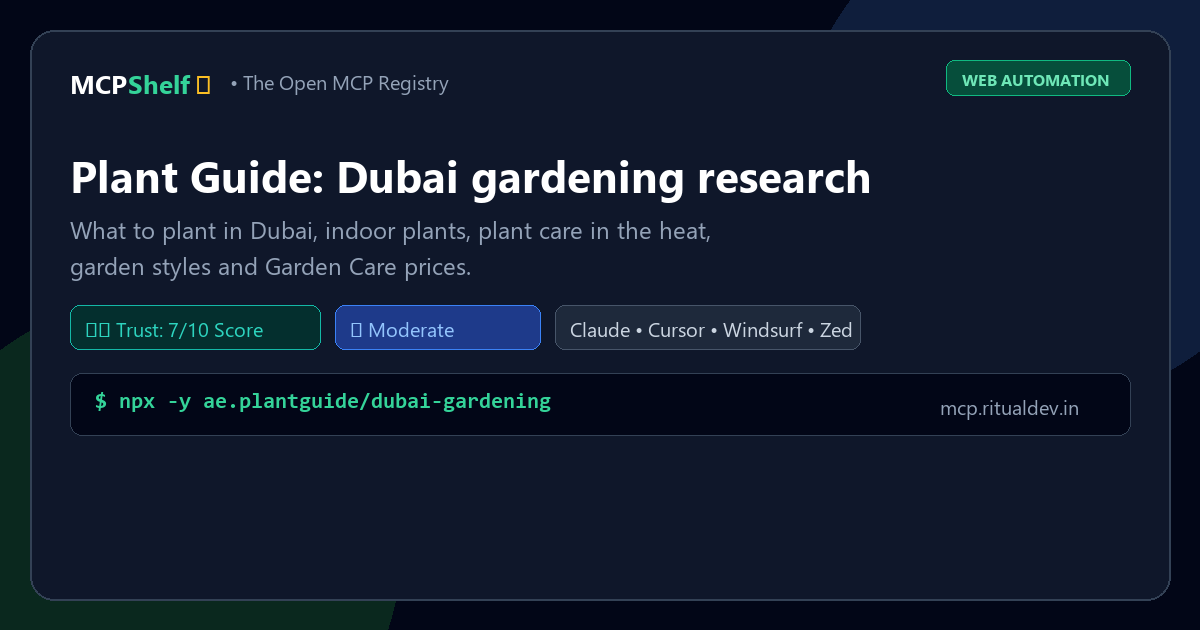 MCPShelf • The Open MCP Registry
WEB AUTOMATION
Plant Guide: Dubai gardening research
What to plant in Dubai, indoor plants, plant care in the heat,
garden styles and Garden Care prices.
Trust: 7/10 Score
Moderate
Claude • Cursor • Windsurf • Zed
$ npx -y ae.plantguide/dubai-gardening
mcp.ritualdev.in